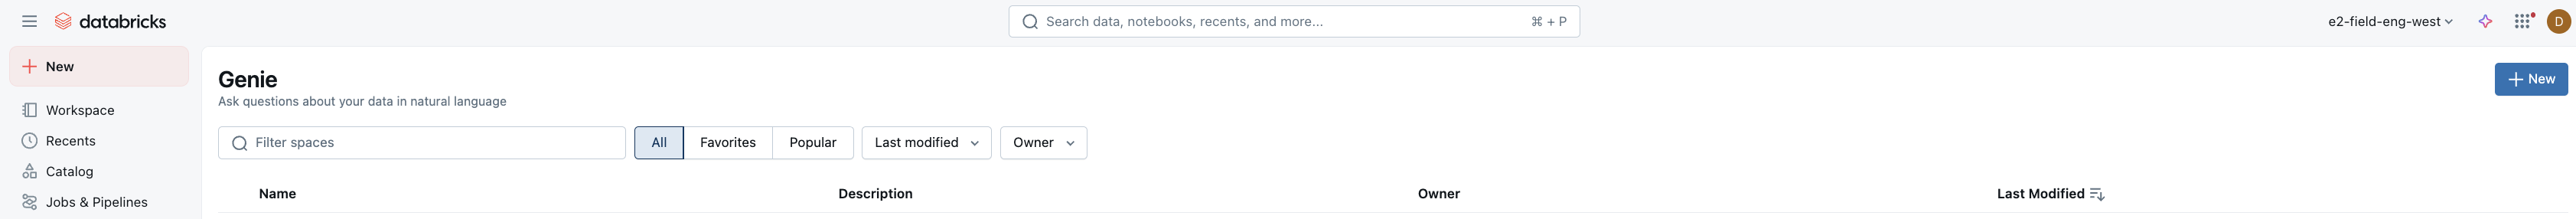 databricks
Search data, notebooks, recents, and more...
⌘ + P
e2-field-eng-west
D
New
Workspace
Recents
Catalog
Jobs & Pipelines
Genie
Ask questions about your data in natural language
New
Filter spaces
All
Favorites
Popular
Last modified
Owner
Name
Description
Owner
Last Modified